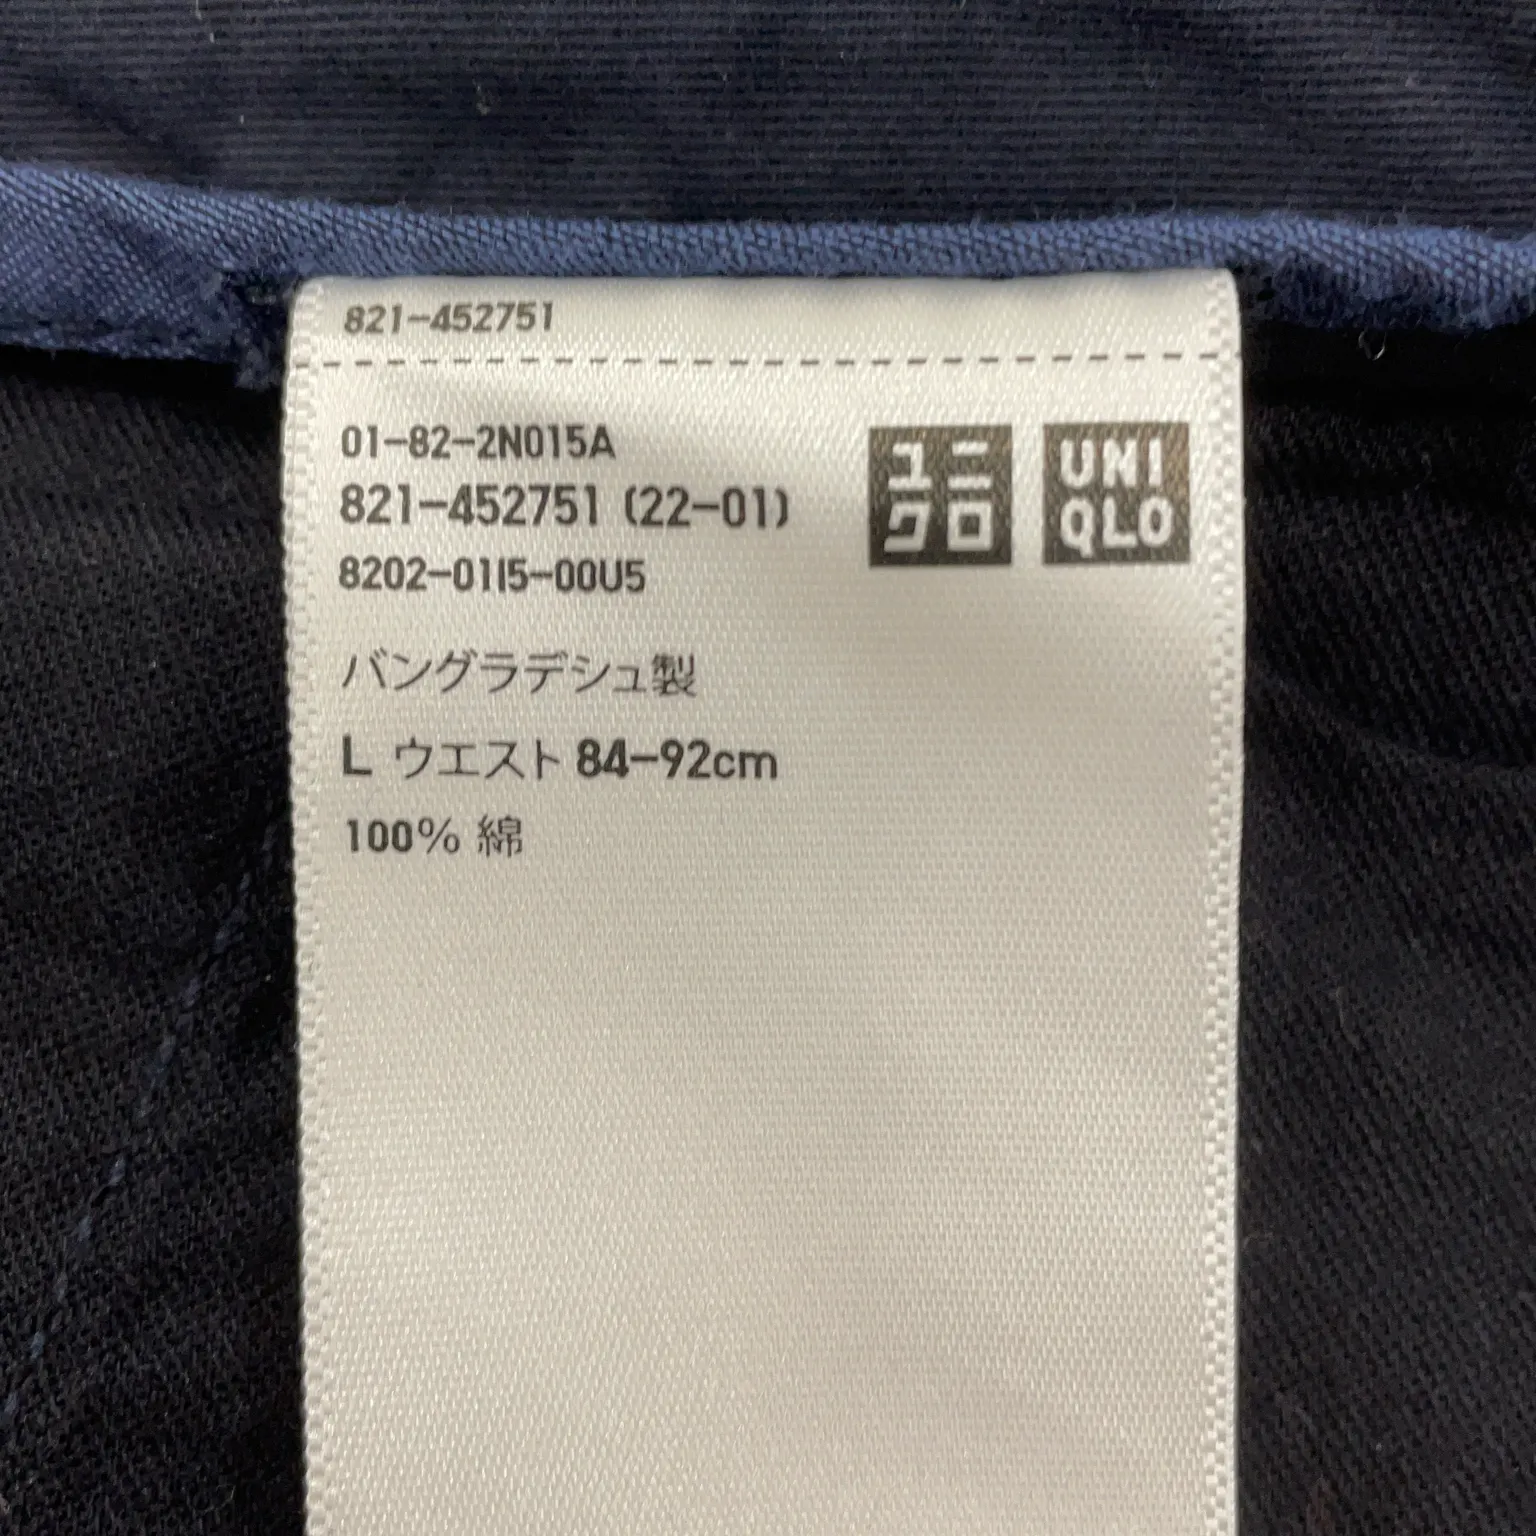 821-452751
01-82-2N015A
821-452751 (22-01)
8202-01I5-00U5
ユニ
クロ
UNI
QLO
バングラデシュ製
L ウエスト 84-92cm
100% 綿